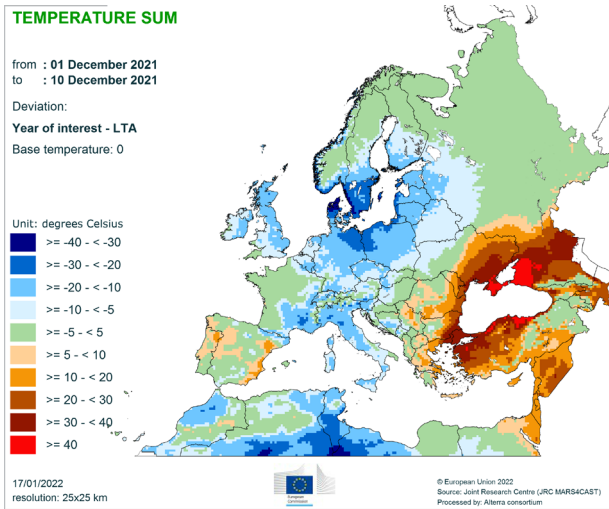 TEMPERATURE SUM
from : 01 December 2021
to : 10 December 2021
Deviation:
Year of interest - LTA
Base temperature: 0
Unit: degrees Celsius
>= -40 - < -30
>= -30 - < -20
>= -20 - < -10
>= -10 - < -5
>= -5 - < 5
>= 5 - < 10
>= 10 - < 20
>= 20 - < 30
>= 30 - < 40
>= 40
17/01/2022
resolution: 25x25 km
European
Commission
© European Union 2022
Source: Joint Research Centre (JRC MARS4CAST)
Processed by: Alterra consortium